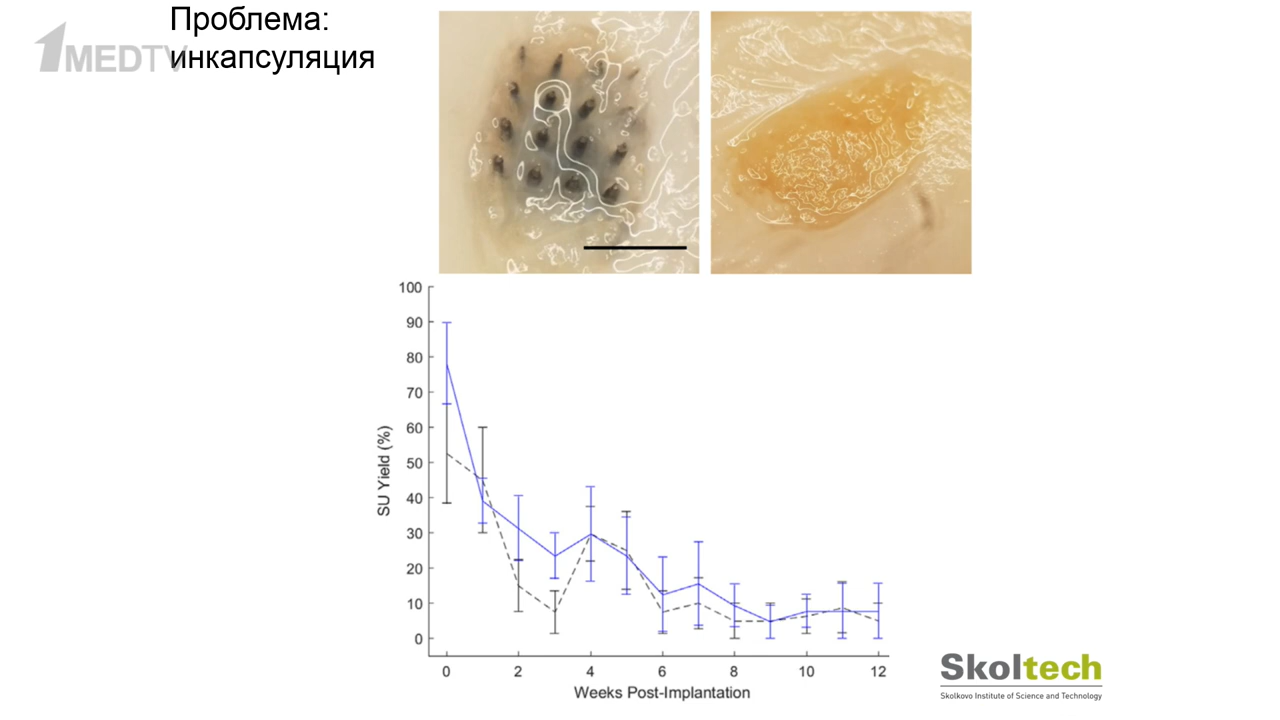 Проблема:
1MEDTV
инкапсуляция
100
90
80
70
60
50
40
30
20
10
0
SU Yield (%)
0 2 4 6 8 10 12
Weeks Post-Implantation
Skoltech
Skolkovo Institute of Science and Technology